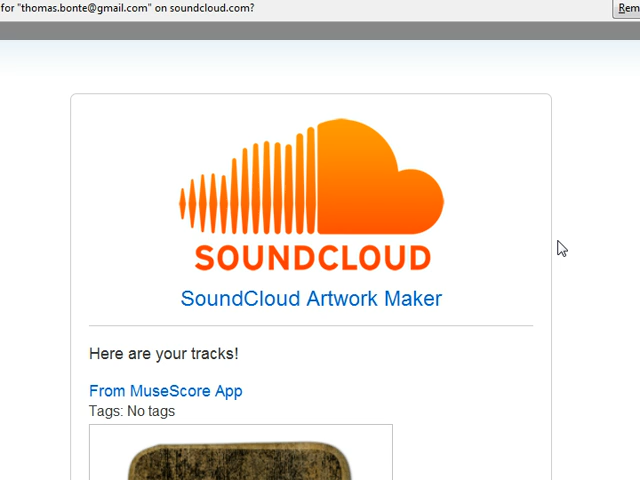 for "thomas.bonte@gmail.com" on soundcloud.com?
Rem
SOUNDCLOUD
SoundCloud Artwork Maker
Here are your tracks!
From MuseScore App
Tags: No tags